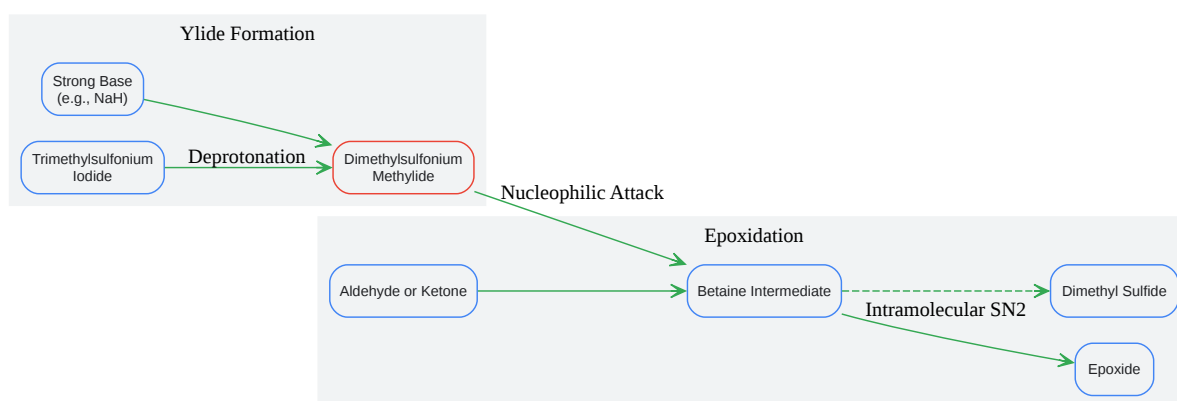 Ylide Formation
Strong Base
(e.g., NaH)
Trimethylsulfonium
Iodide
Deprotonation
Dimethylsulfonium
Methylide
Nucleophilic Attack
Epoxidation
Aldehyde or Ketone
Betaine Intermediate
Intramolecular SN2
Dimethyl Sulfide
Epoxide